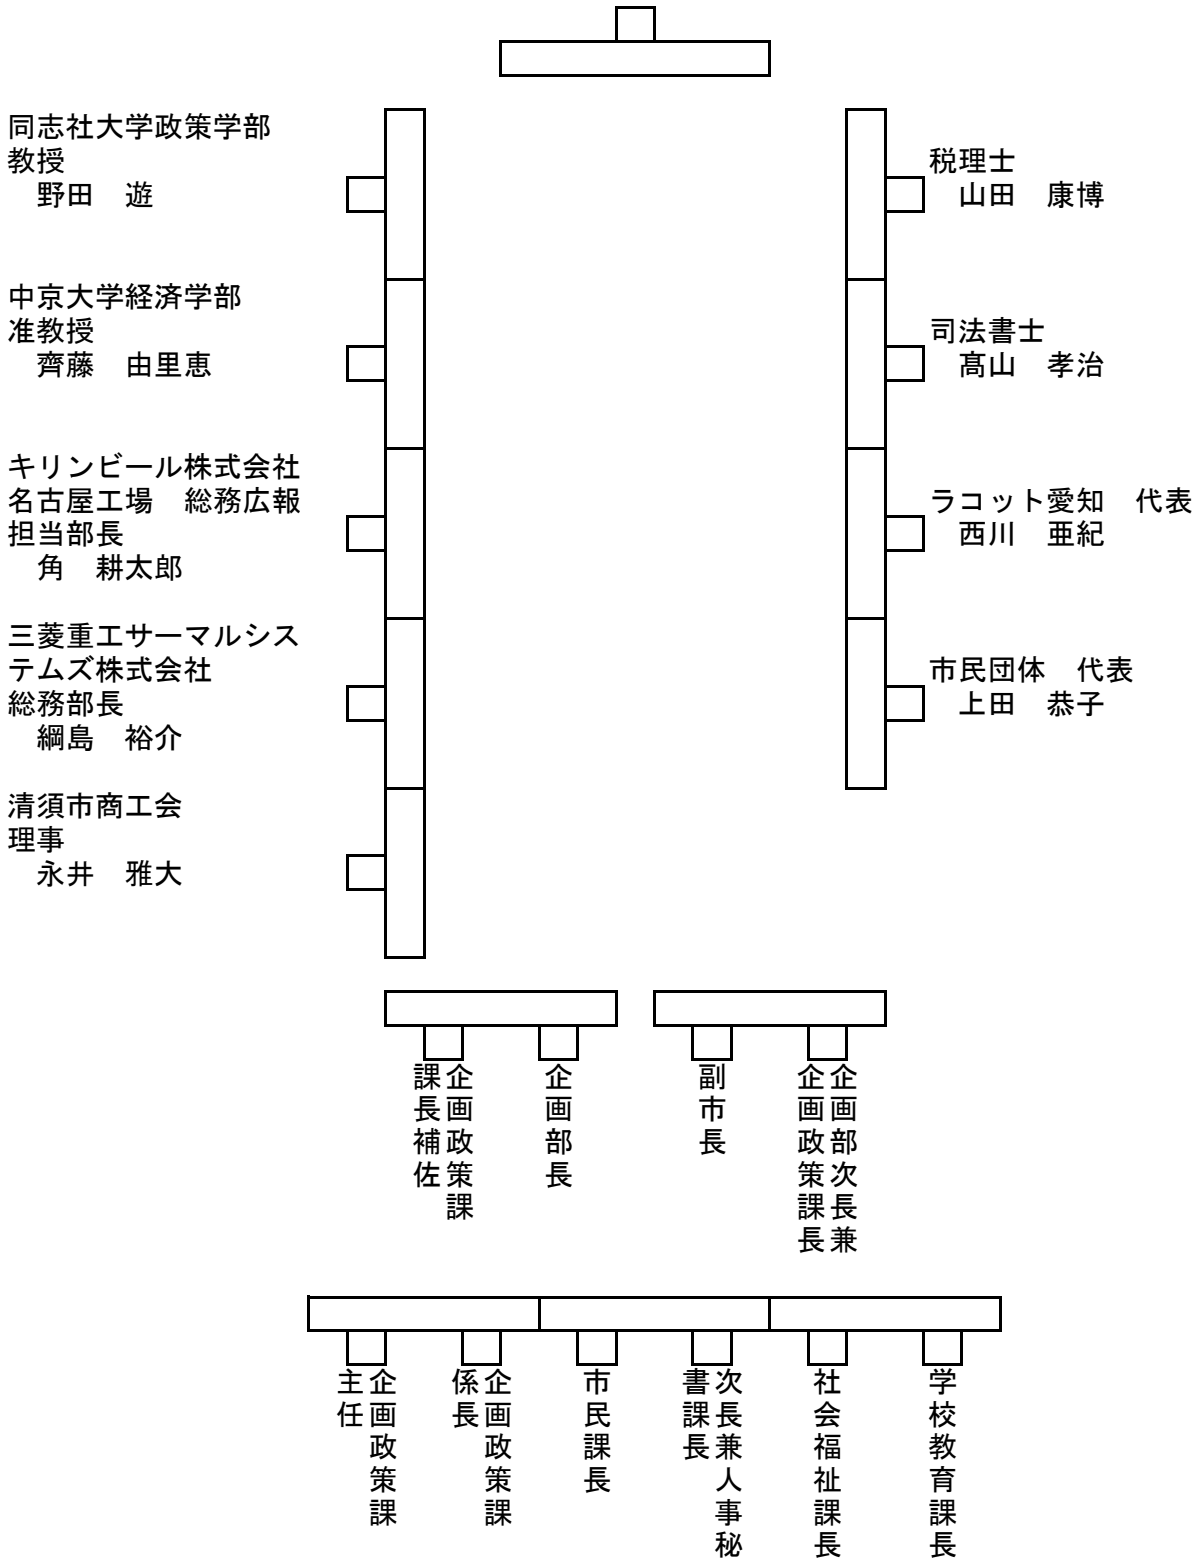 同志社大学政策学部
教授
野田　遊
中京大学経済学部
准教授
齊藤　由里恵
キリンビール株式会社
名古屋工場　総務広報
担当部長
角　耕太郎
三菱重工サーマルシス
テムズ株式会社
総務部長
綱島　裕介
清須市商工会
理事
永井　雅大
税理士
山田　康博
司法書士
髙山　孝治
ラコット愛知　代表
西川　亜紀
市民団体　代表
上田　恭子
企画政策課
課長補佐
企画部長
副市長
企画部次長兼
企画政策課長
企画政策課
主任
企画政策課
係長
市民課長
次長兼人事秘
書課長
社会福祉課長
学校教育課長